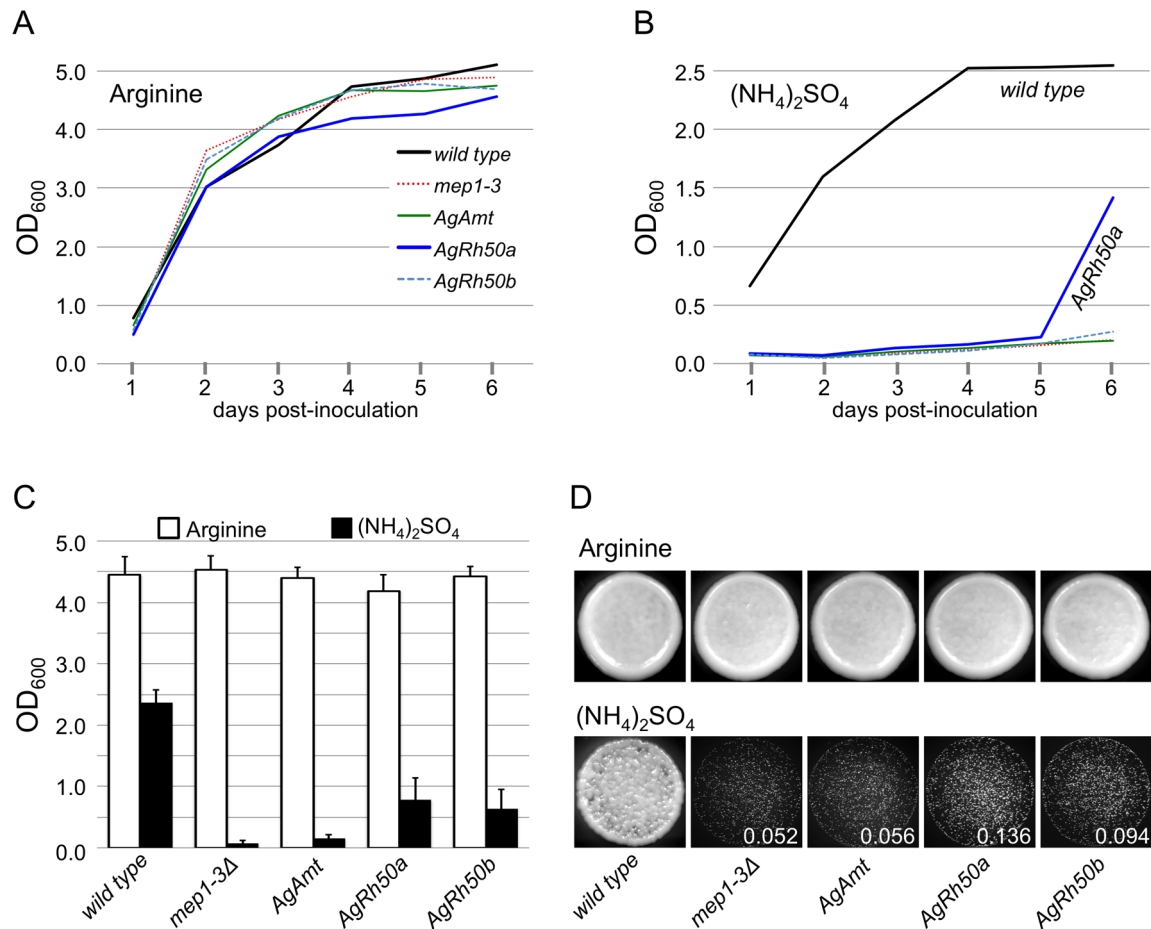 A
5.0
4.0
3.0
2.0
1.0
0.0
OD600
Arginine
wild type
mep1-3
AgAmt
AgRh50a
AgRh50b
1 2 3 4 5 6
days post-inoculation
B
2.5
2.0
1.5
1.0
0.5
0.0
OD600
(NH4)2SO4
wild type
AgRh50a
1 2 3 4 5 6
days post-inoculation
C
Arginine (NH4)2SO4
5.0
4.0
3.0
2.0
1.0
0.0
OD600
wild type
mep1-3Δ
AgAmt
AgRh50a
AgRh50b
D
Arginine
(NH4)2SO4
0.052 0.056 0.136 0.094
wild type
mep1-3Δ
AgAmt
AgRh50a
AgRh50b